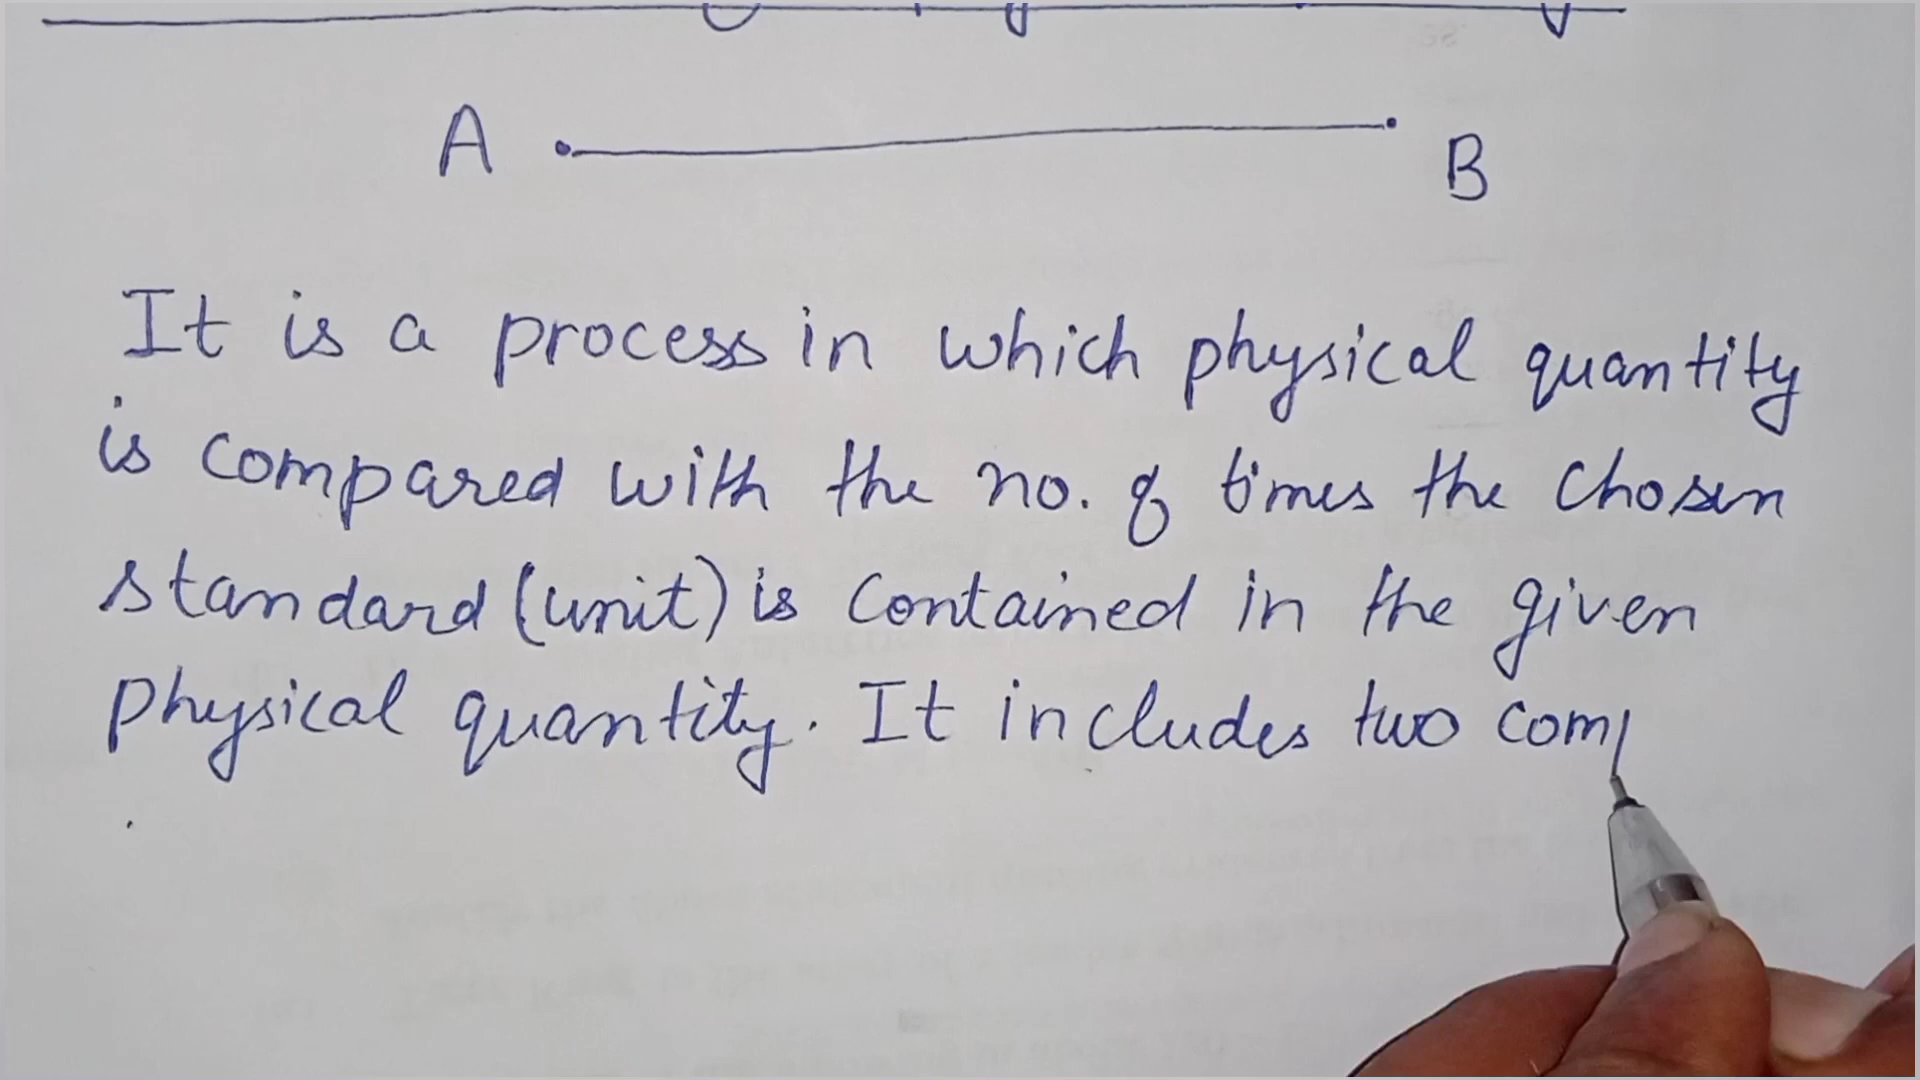 A B
It is a process in which physical quantity
is compared with the no. of times the chosen
standard (unit) is contained in the given
physical quantity. It includes two comp